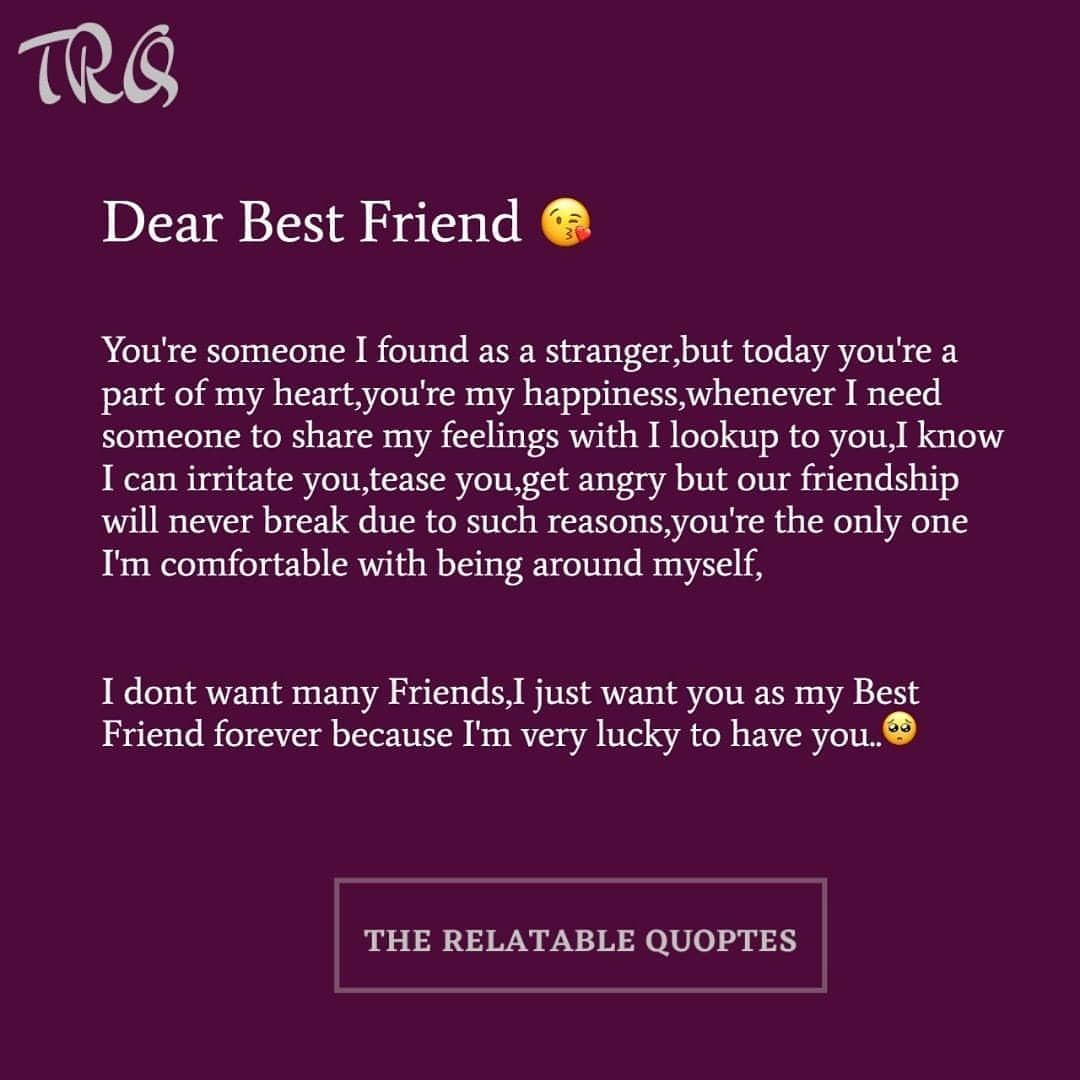 TRQ
Dear Best Friend 😘
You're someone I found as a stranger,but today you're a
part of my heart,you're my happiness,whenever I need
someone to share my feelings with I lookup to you,I know
I can irritate you,tease you,get angry but our friendship
will never break due to such reasons,you're the only one
I'm comfortable with being around myself,
I dont want many Friends,I just want you as my Best
Friend forever because I'm very lucky to have you..🥺
THE RELATABLE QUOPTES